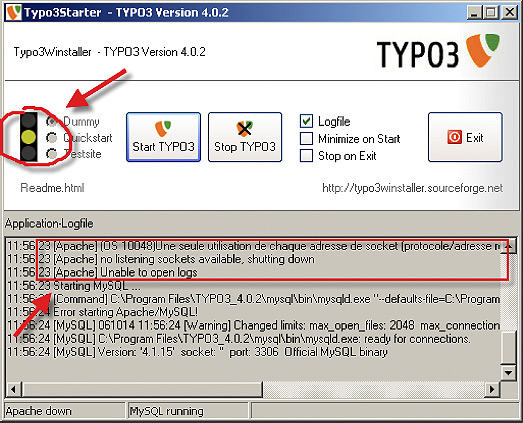 Typo3Starter - TYPO3 Version 4.0.2
Typo3Winstaller - TYPO3 Version 4.0.2
TYPO3
Dummy
Quickstart
Testsite
Start TYPO3
Stop TYPO3
Logfile
Minimize on Start
Stop on Exit
Exit
Readme.html
http://typo3winstaller.sourceforge.net
Application-Logfile
11:56:23 [Apache] (OS 10048)Une seule utilisation de chaque adresse de socket (protocole/adresse
11:56:23 [Apache] no listening sockets available, shutting down
11:56:23 [Apache] Unable to open logs
11:56:23 Starting MySQL ...
[Command] C:\Program Files\TYPO3_4.0.2\mysql\bin\mysqld.exe "--defaults-file=C:\Program
11:56:24 Error starting Apache/MySQL!
11:56:24 [MySQL] 061014 11:56:24 [Warning] Changed limits: max_open_files: 2048 max_connection
11:56:24 [MySQL] C:\Program Files\TYPO3_4.0.2\mysql\bin\mysqld.exe: ready for connections.
11:56:24 [MySQL] Version: '4.1.15' socket: '' port: 3306 Official MySQL binary
Apache down
MySQL running